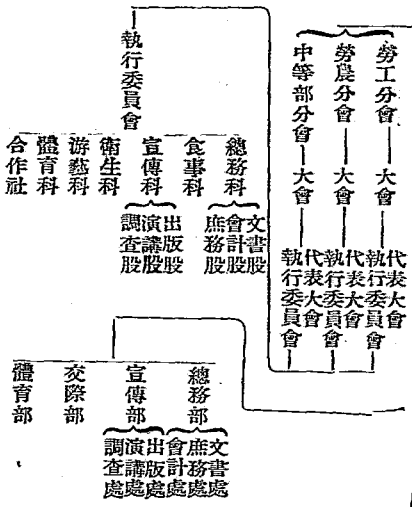 勞工分會——大會——代表大會 執行委員會
勞農分會——大會——代表大會 執行委員會
中等部分會——大會——代表大會 執行委員會
執行委員會
總務科
文書股
會計股
庶務股
食事科
宣傳科
出版股
演講股
調查股
衛生科
游藝科
體育科
合作社
總務部
文書處
庶務處
會計處
宣傳部
出版處
演講處
調查處
交際部
體育部